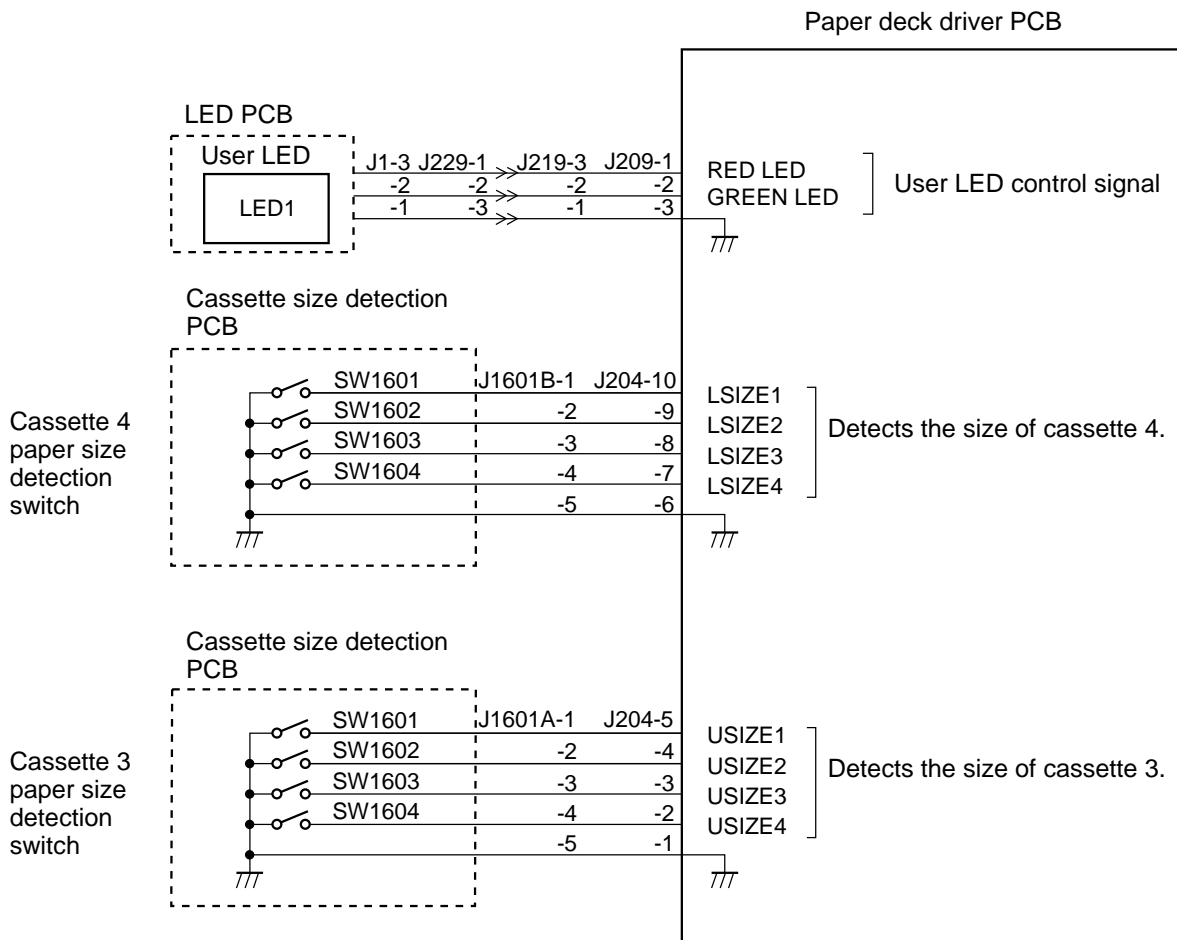 Paper deck driver PCB
LED PCB
User LED
LED1
J1-3 J229-1 J219-3 J209-1
-2 -2 -2 -2
-1 -3 -1 -3
RED LED
GREEN LED
User LED control signal
Cassette size detection
PCB
Cassette 4
paper size
detection
switch
SW1601 J1601B-1 J204-10
SW1602 -2 -9
SW1603 -3 -8
SW1604 -4 -7
-5 -6
LSIZE1
LSIZE2
LSIZE3
LSIZE4
Detects the size of cassette 4.
Cassette size detection
PCB
Cassette 3
paper size
detection
switch
SW1601 J1601A-1 J204-5
SW1602 -2 -4
SW1603 -3 -3
SW1604 -4 -2
-5 -1
USIZE1
USIZE2
USIZE3
USIZE4
Detects the size of cassette 3.